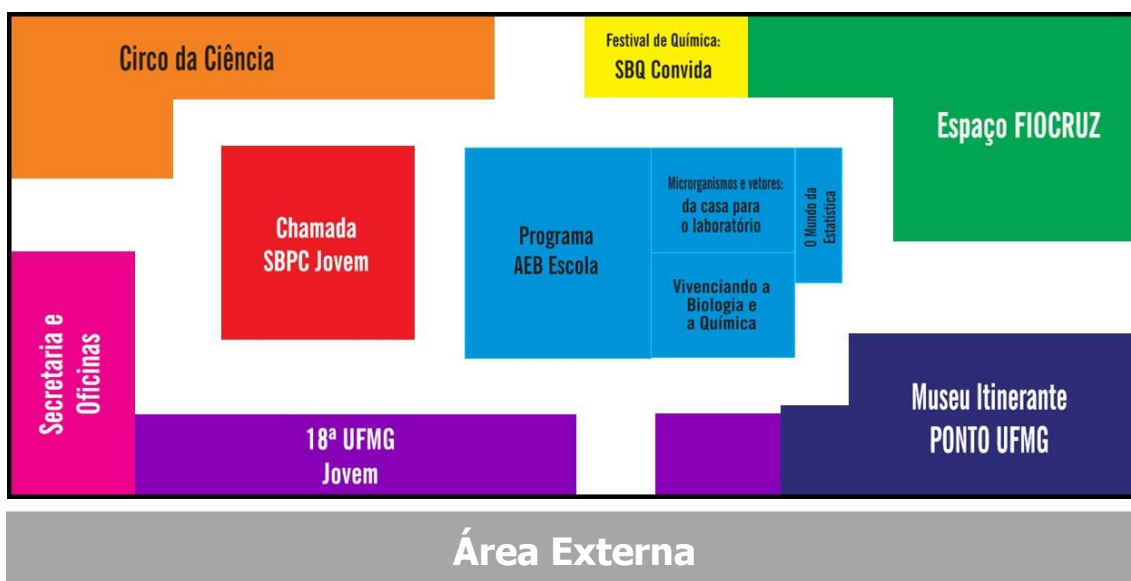 Circo da Ciência
Festival de Química:
SBQ Convida
Espaço FIOCRUZ
Chamada
SBPC Jovem
Programa
AEB Escola
Microrganismos e vetores:
da casa para
o laboratório
O Mundo da
Estatística
Vivenciando a
Biologia e
a Química
Secretaria e
Oficinas
18ª UFMG
Jovem
Museu Itinerante
PONTO UFMG
Área Externa